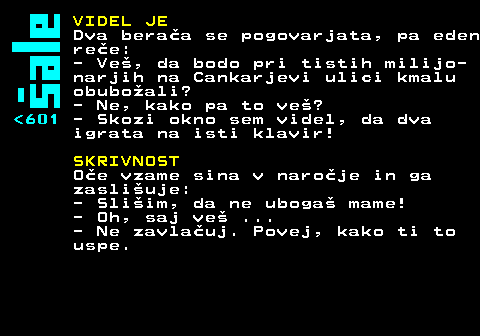 šale
VIDEL JE
Dva berača se pogovarjata, pa eden
reče:
- Veš, da bodo pri tistih milijo-
narjih na Cankarjevi ulici kmalu
obubožali?
- Ne, kako pa to veš?
<601 - Skozi okno sem videl, da dva
igrata na isti klavir!
SKRIVNOST
Oče vzame sina v naročje in ga
zaslišuje:
- Slišim, da ne ubogaš mame!
- Oh, saj veš ...
- Ne zavlačuj. Povej, kako ti to
uspe.